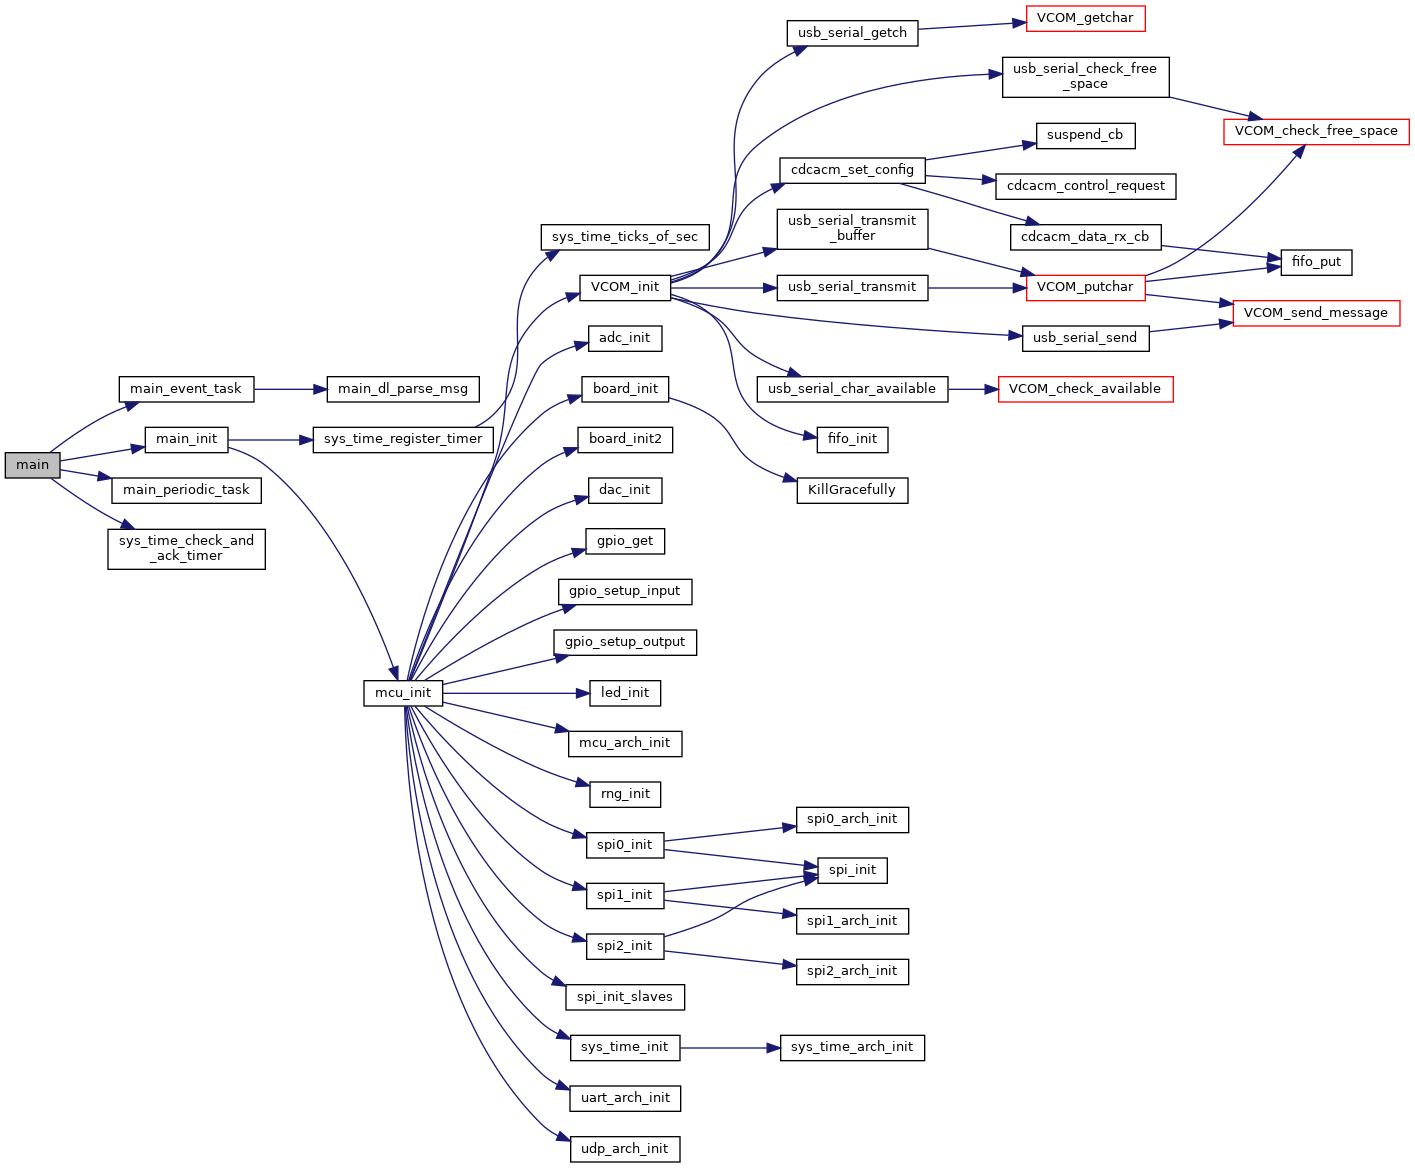 main
main_event_task
main_init
main_periodic_task
sys_time_check_and
_ack_timer
main_dl_parse_msg
sys_time_register_timer
mcu_init
sys_time_ticks_of_sec
VCOM_init
adc_init
board_init
board_init2
dac_init
gpio_get
gpio_setup_input
gpio_setup_output
led_init
mcu_arch_init
rng_init
spi0_init
spi1_init
spi2_init
spi_init_slaves
sys_time_init
uart_arch_init
udp_arch_init
usb_serial_getch
cdcacm_set_config
usb_serial_transmit
_buffer
usb_serial_transmit
usb_serial_char_available
fifo_init
KillGracefully
spi0_arch_init
spi_init
spi1_arch_init
spi2_arch_init
sys_time_arch_init
VCOM_getchar
usb_serial_check_free
_space
suspend_cb
cdcacm_control_request
cdcacm_data_rx_cb
VCOM_putchar
usb_serial_send
VCOM_check_available
VCOM_check_free_space
fifo_put
VCOM_send_message